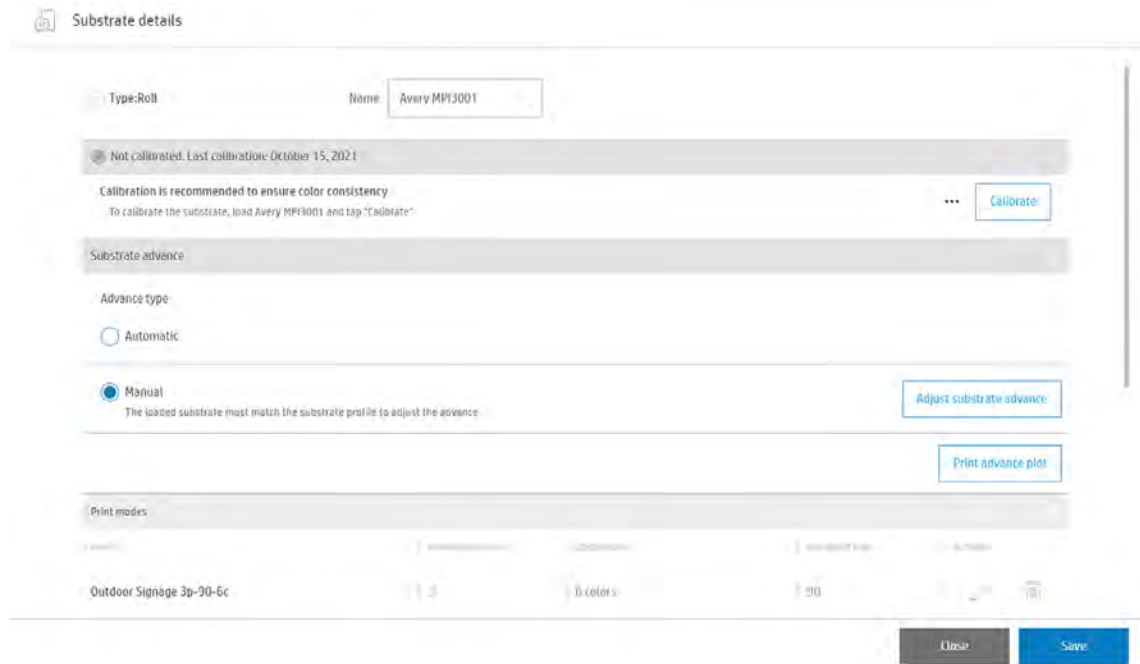 Substrate details
Type:Roll Name Avery MPI3001
Not calibrated. Last calibration: October 15, 2021
Calibration is recommended to ensure color consistency
To calibrate the substrate, load Avery MPI3001 and tap "Calibrate"
... Calibrate
Substrate advance
Advance type
Automatic
Manual
The loaded substrate must match the substrate profile to adjust the advance
Adjust substrate advance
Print advance plot
Print modes
Outdoor Signage 3p-90-6c 3 6 colors 90
Close Save